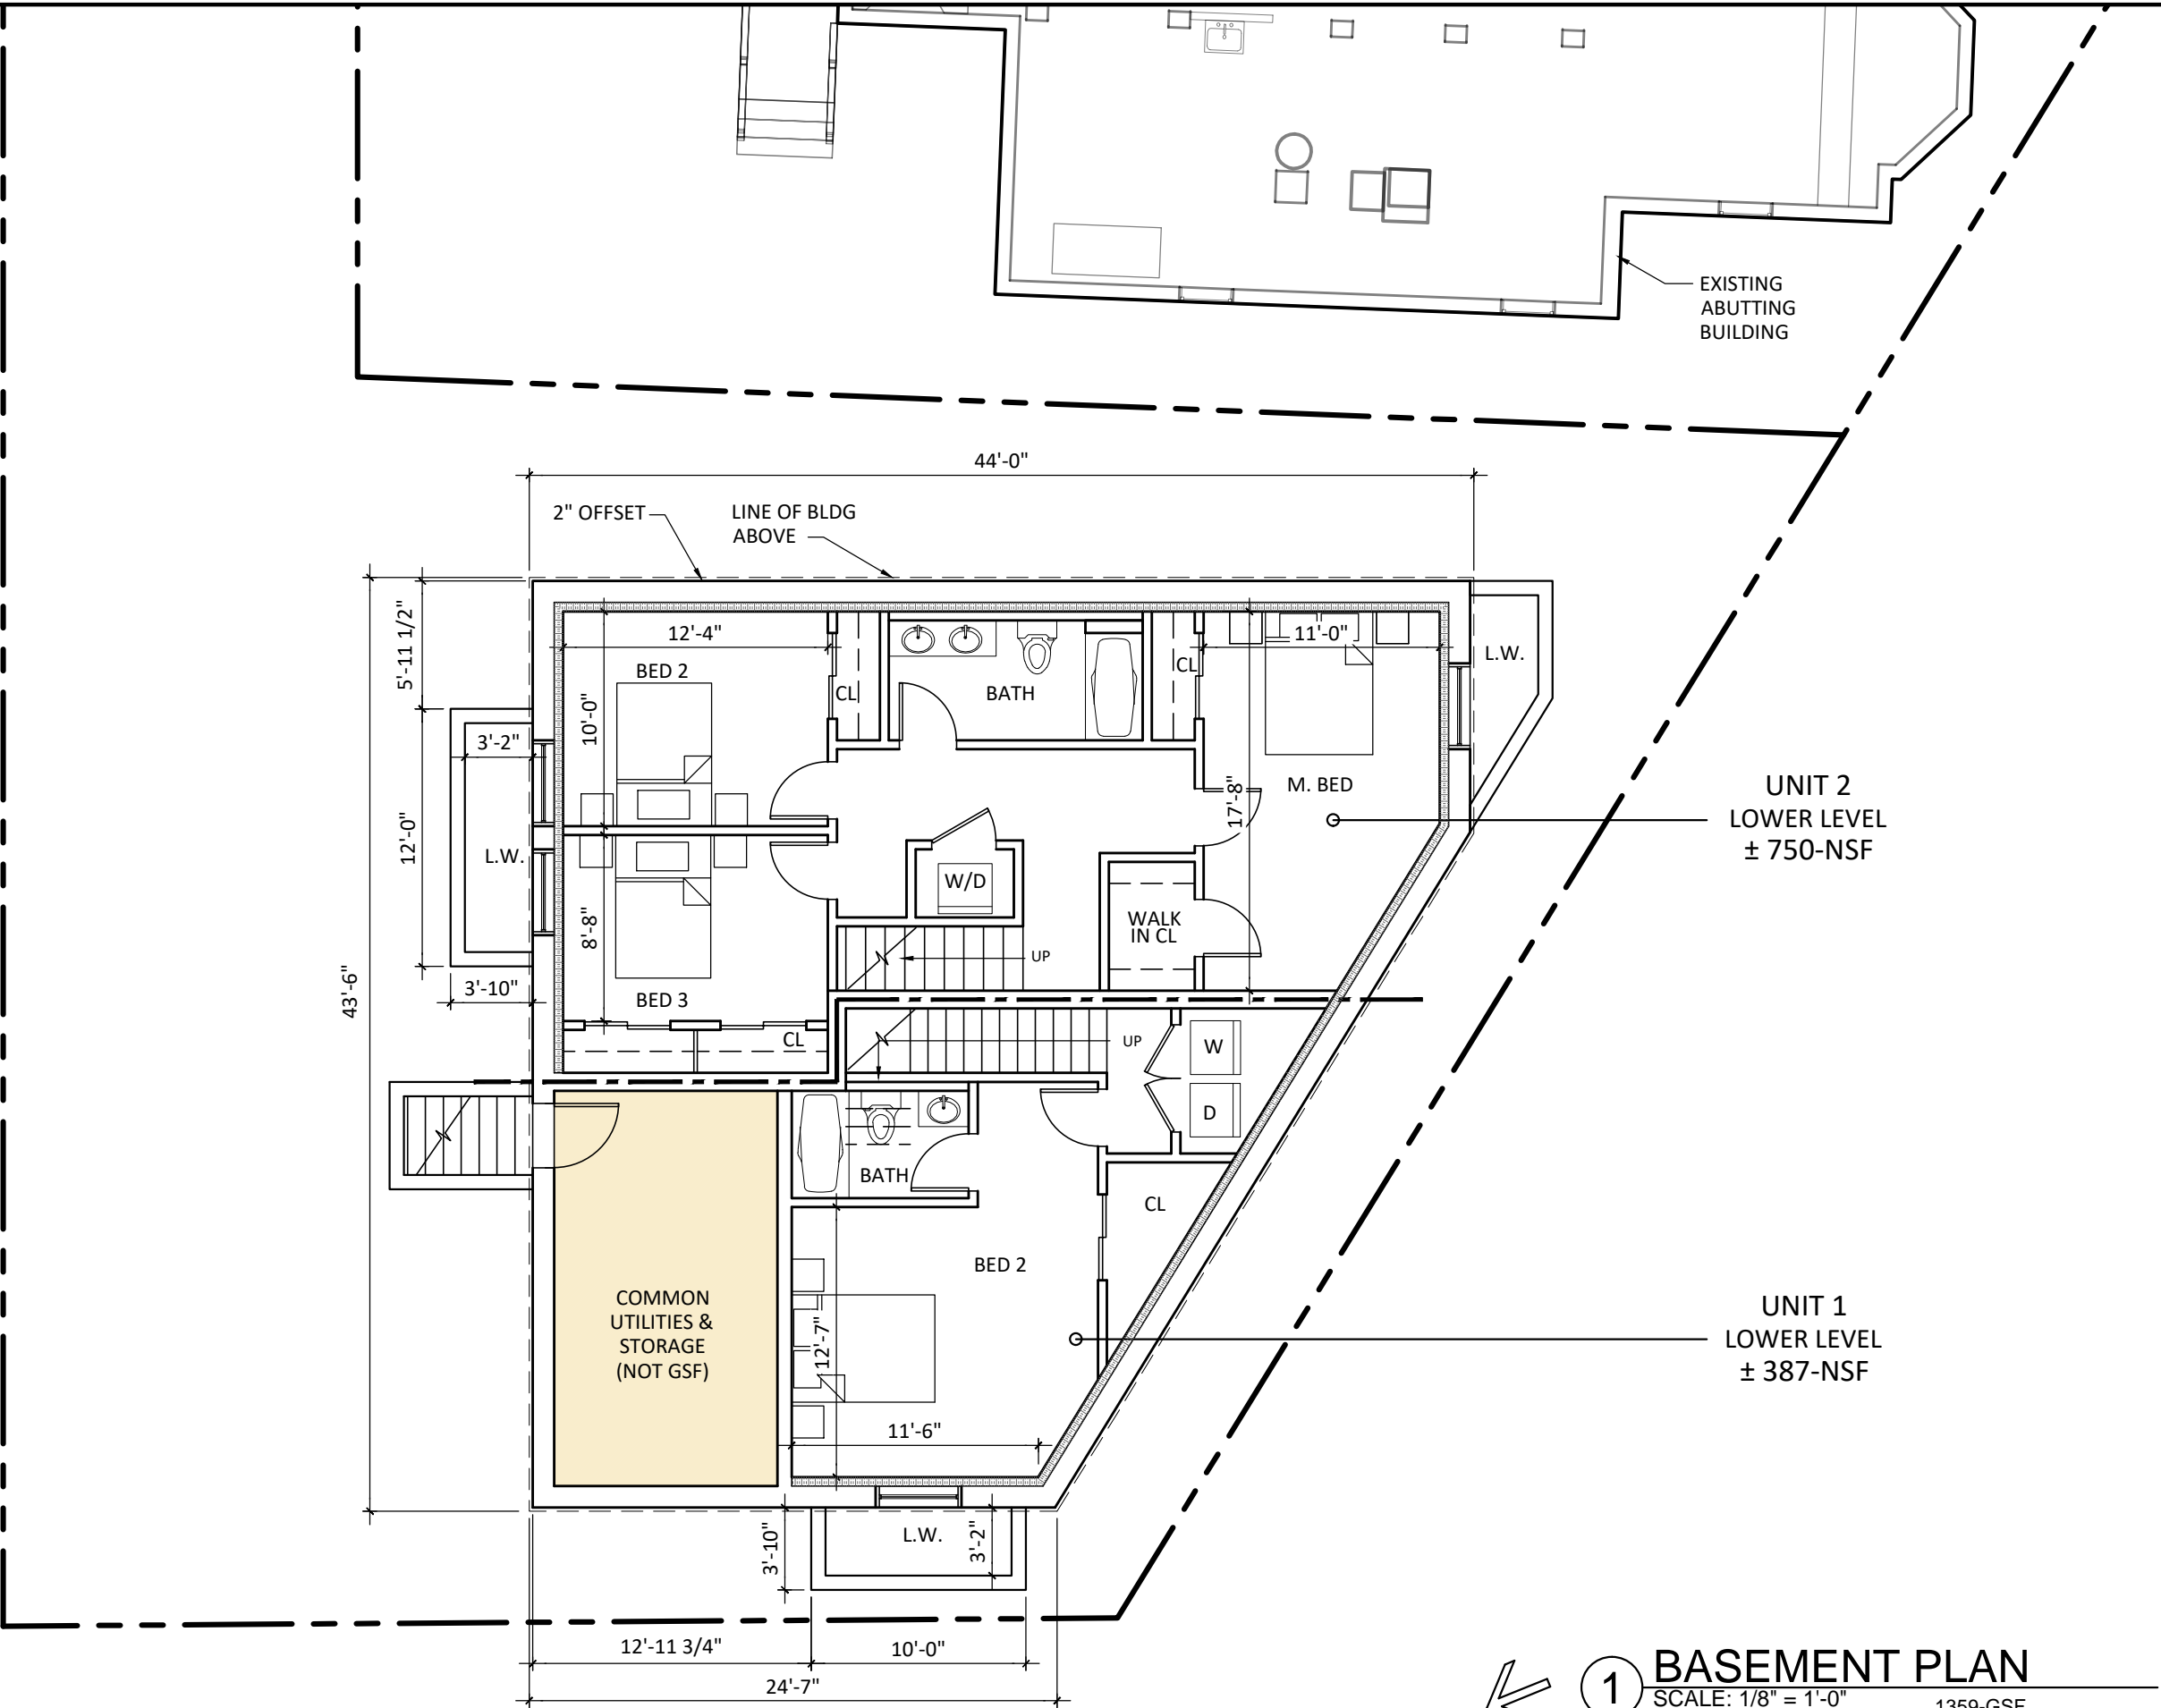 EXISTING
ABUTTING
BUILDING
44'-0"
2" OFFSET
LINE OF BLDG
ABOVE
5'-11 1/2"
12'-4"
11'-0"
BED 2
CL
BATH
CL
L.W.
10'-0"
3'-2"
M. BED
17'-8"
UNIT 2
LOWER LEVEL
± 750-NSF
12'-0"
L.W.
W/D
8'-8"
WALK
IN CL
UP
43'-6"
3'-10"
BED 3
CL
UP
W
D
BATH
CL
BED 2
COMMON
UTILITIES &
STORAGE
(NOT GSF)
12'-7"
UNIT 1
LOWER LEVEL
± 387-NSF
11'-6"
3'-10"
L.W.
3'-2"
12'-11 3/4"
10'-0"
24'-7"
1
BASEMENT PLAN
SCALE: 1/8" = 1'-0"
1359-GSF